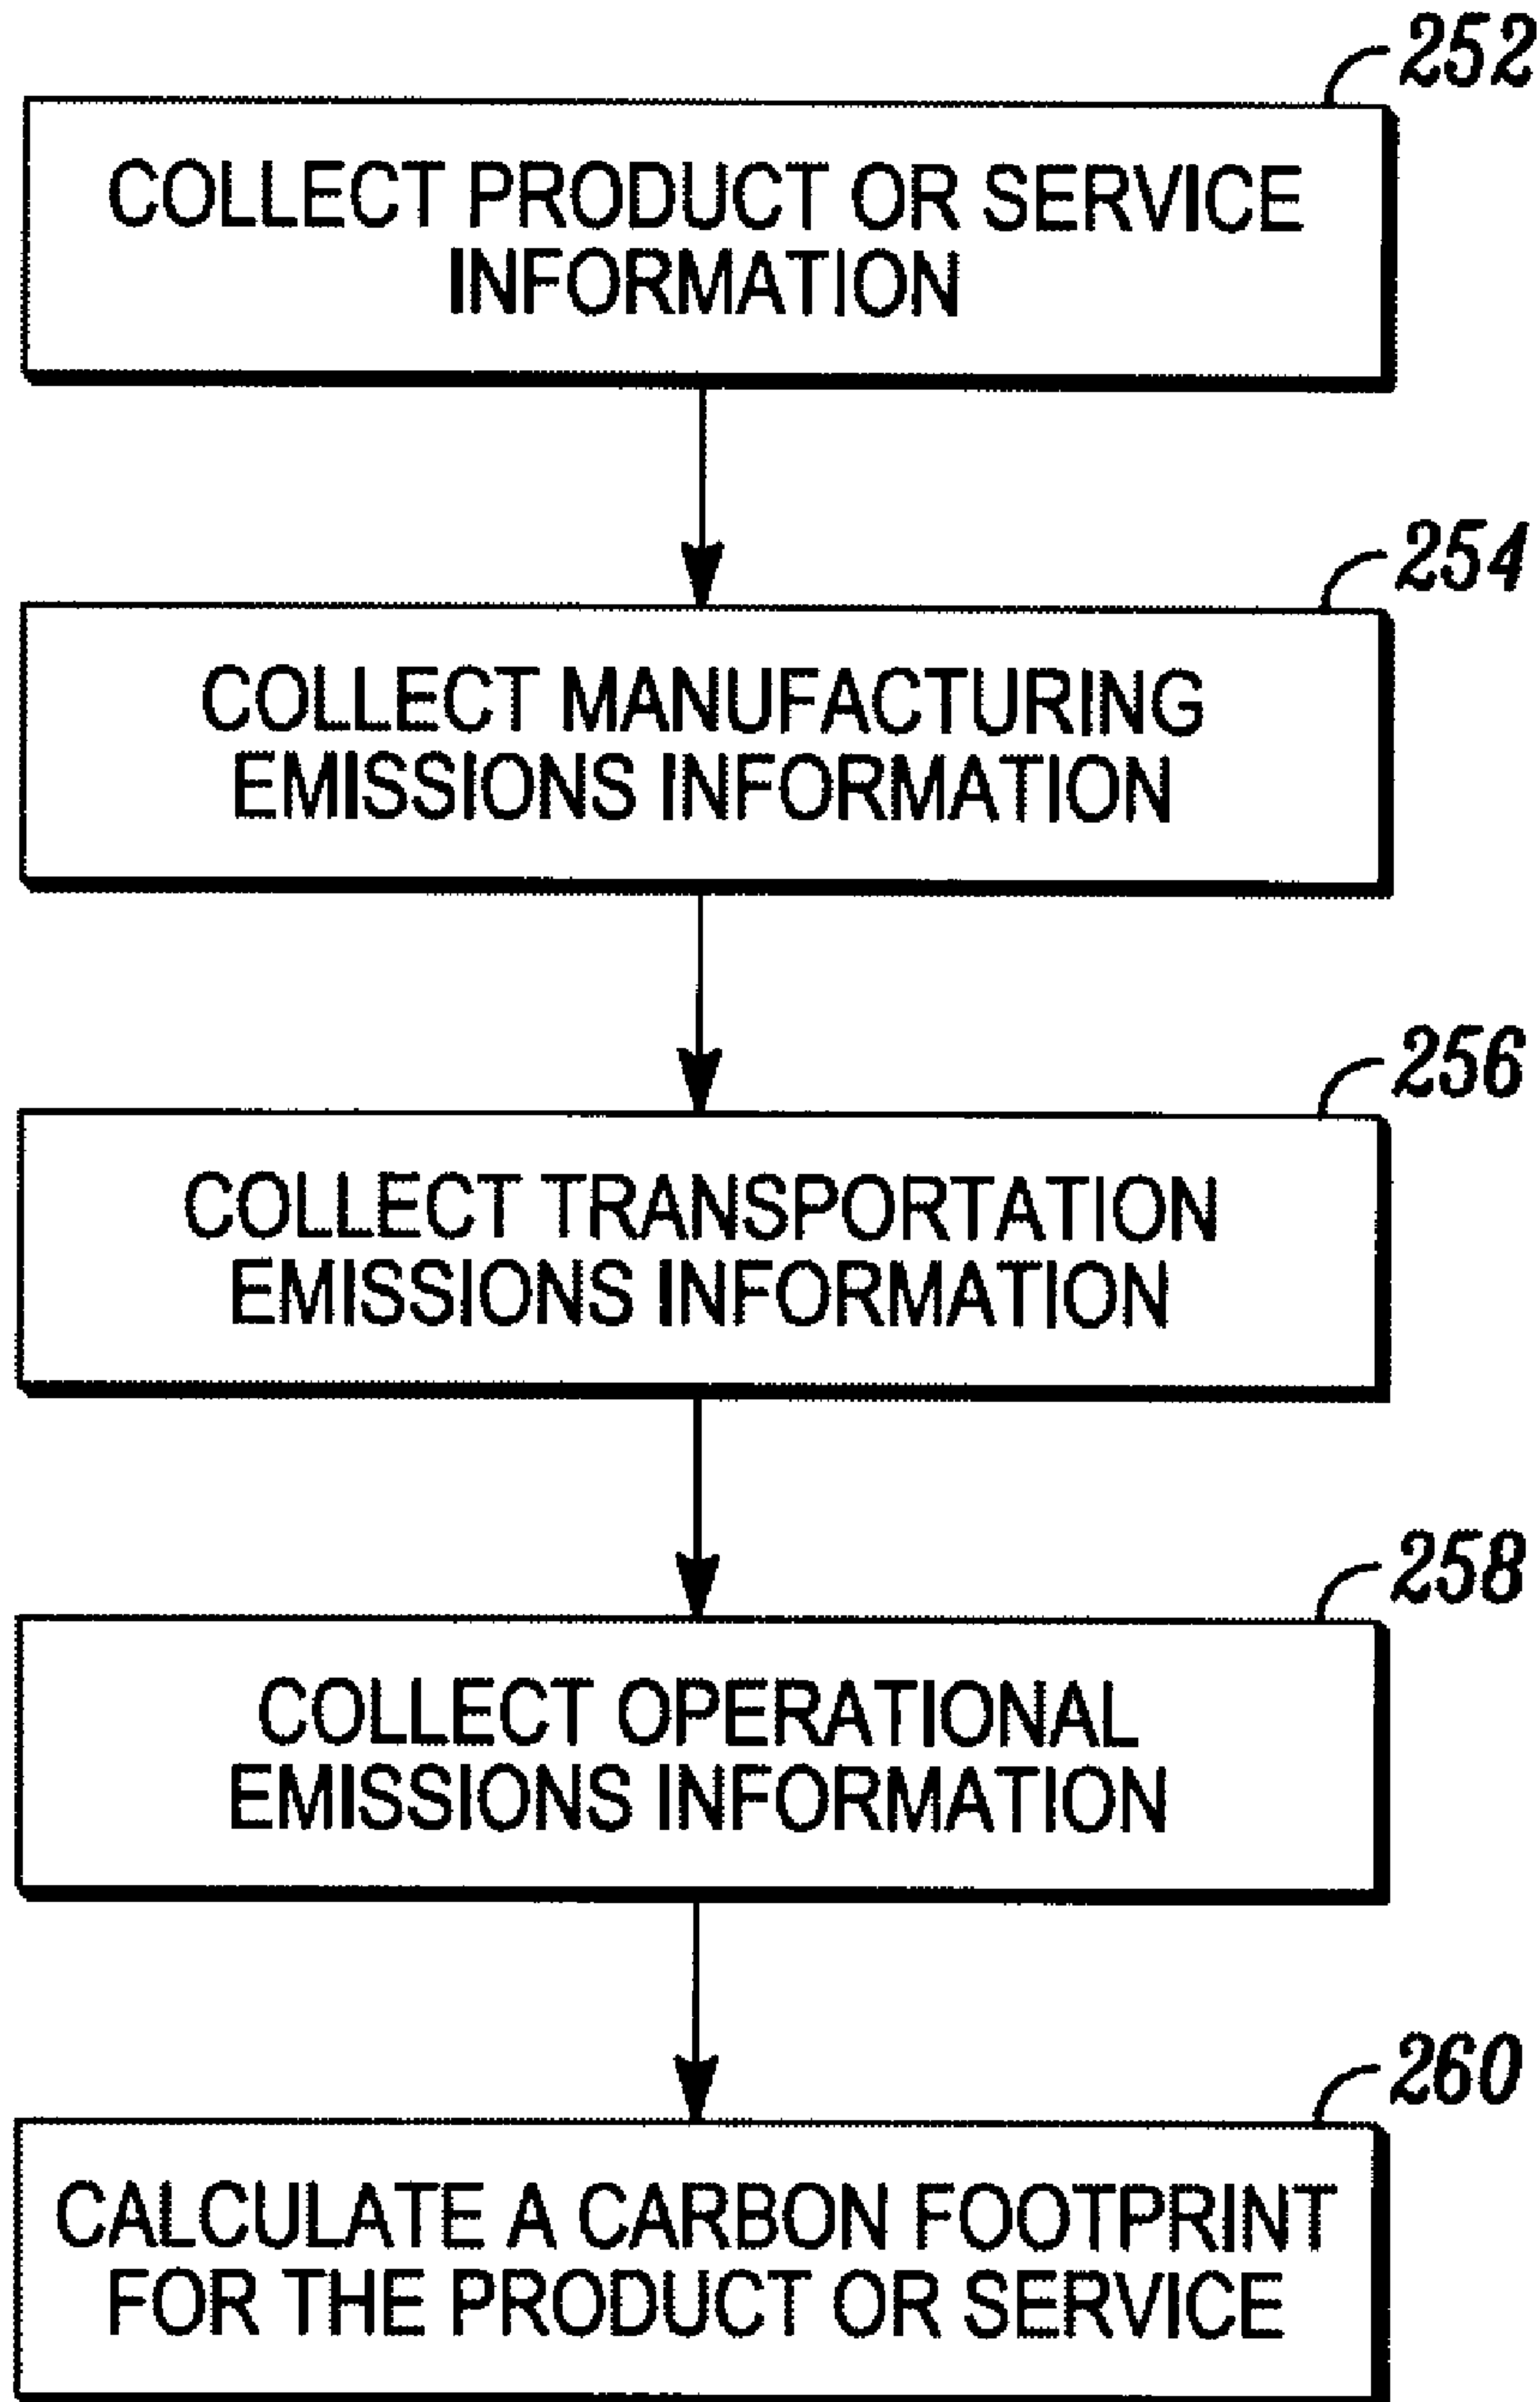 252
COLLECT PRODUCT OR SERVICE
INFORMATION
254
COLLECT MANUFACTURING
EMISSIONS INFORMATION
256
COLLECT TRANSPORTATION
EMISSIONS INFORMATION
258
COLLECT OPERATIONAL
EMISSIONS INFORMATION
260
CALCULATE A CARBON FOOTPRINT
FOR THE PRODUCT OR SERVICE